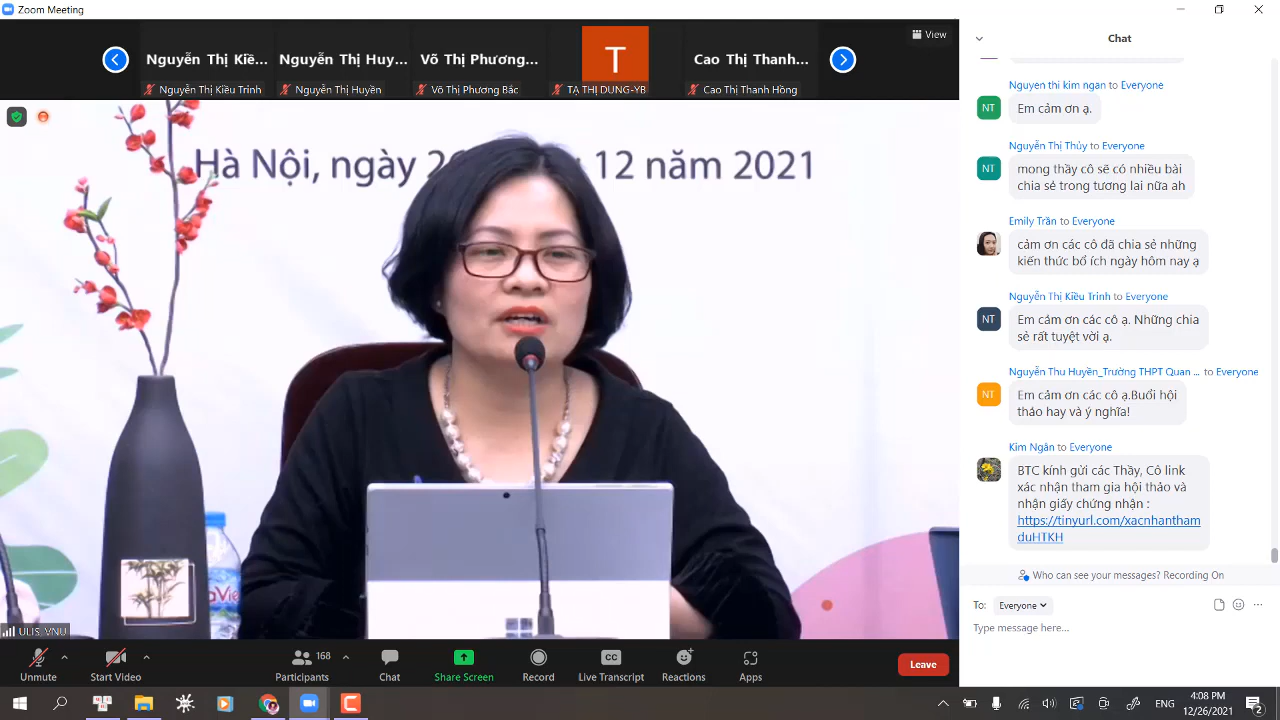 Zoom Meeting
View
Nguyễn Thị Kiề...
Nguyễn Thị Huy...
Võ Thị Phương...
T
Cao Thị Thanh...
Nguyễn Thị Kiều Trinh
Nguyễn Thị Huyền
Võ Thị Phương Bắc
TẠ THỊ DUNG-YB
Cao Thị Thanh Hồng
Hà Nội, ngày 2
12 năm 2021
ULIS_VNU
Chat
Nguyen thi kim ngan to Everyone
NT
Em cảm ơn ạ.
Nguyễn Thị Thủy to Everyone
NT
mong thầy cô sẽ có nhiều bài
chia sẻ trong tương lai nữa ah
Emily Trần to Everyone
cảm ơn các cô đã chia sẻ những
kiến thức bổ ích ngày hôm nay ạ
Nguyễn Thị Kiều Trinh to Everyone
NT
Em cảm ơn các cô ạ. Những chia
sẻ rất tuyệt vời ạ.
Nguyễn Thu Huyền_Trường THPT Quan ... to Everyone
NT
Em cảm ơn các cô ạ.Buổi hội
thảo hay và ý nghĩa!
Kim Ngân to Everyone
BTC kính gửi các Thầy, Cô link
xác nhận tham gia hội thảo và
nhận giấy chứng nhận :
https://tinyurl.com/xacnhantham
duHTKH
Who can see your messages? Recording On
To:
Everyone
Type message here...
Unmute
Start Video
168
Participants
Chat
Share Screen
Record
CC
Live Transcript
Reactions
Apps
Leave
ENG
4:08 PM
12/26/2021
2